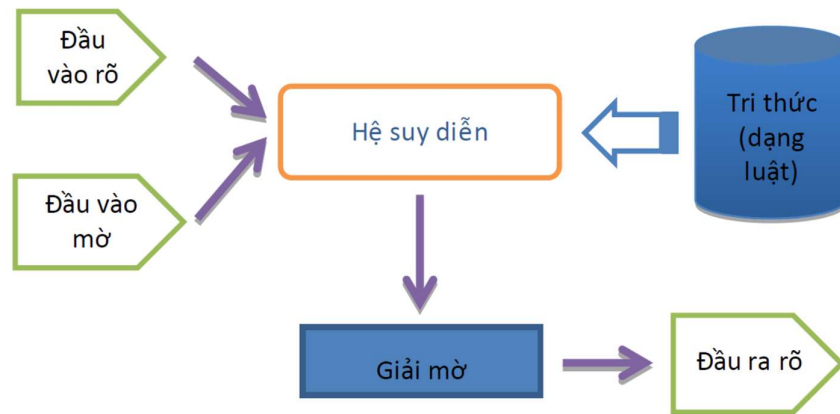 Đầu
vào rõ
Hệ suy diễn
Tri thức
(dạng
luật)
Đầu vào
mờ
Giải mờ
Đầu ra rõ